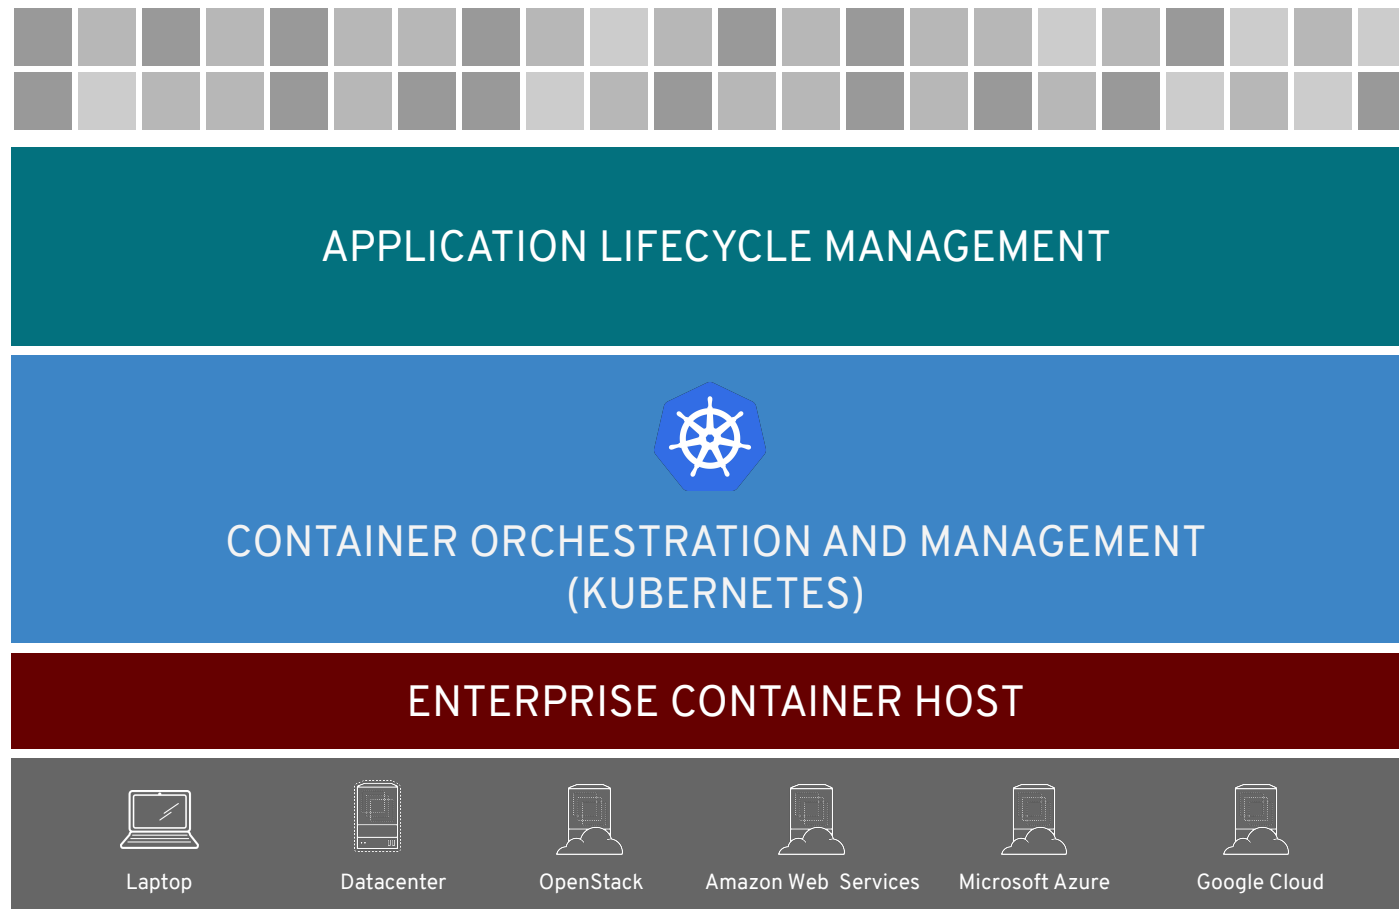 APPLICATION LIFECYCLE MANAGEMENT
CONTAINER ORCHESTRATION AND MANAGEMENT
(KUBERNETES)
ENTERPRISE CONTAINER HOST
Laptop
Datacenter
OpenStack
Amazon Web Services
Microsoft Azure
Google Cloud